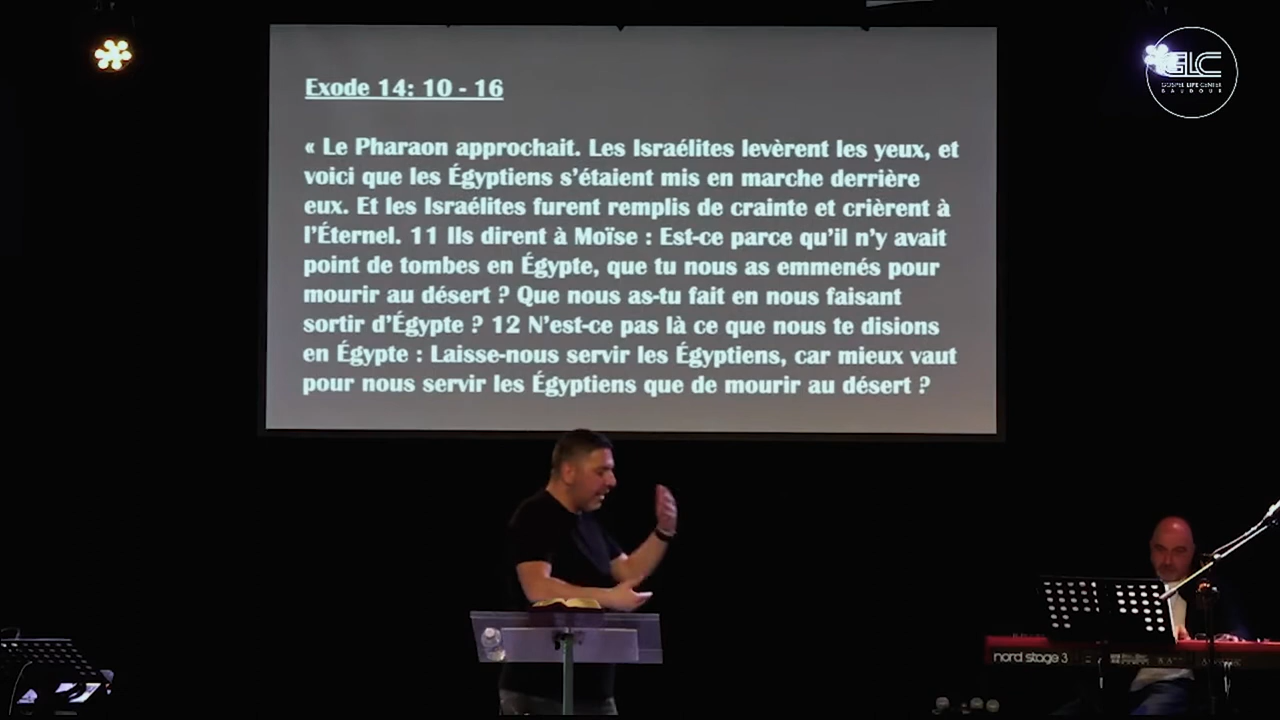 Exode 14: 10 - 16
« Le Pharaon approchait. Les Israélites levèrent les yeux, et
voici que les Égyptiens s’étaient mis en marche derrière
eux. Et les Israélites furent remplis de crainte et crièrent à
l’Éternel. 11 Ils dirent à Moïse : Est-ce parce qu’il n’y avait
point de tombes en Égypte, que tu nous as emmenés pour
mourir au désert ? Que nous as-tu fait en nous faisant
sortir d’Égypte ? 12 N’est-ce pas là ce que nous te disions
en Égypte : Laisse-nous servir les Égyptiens, car mieux vaut
pour nous servir les Égyptiens que de mourir au désert ?
GLC
GOSPEL LIFE CENTER
BAUDOUR
nord stage 3